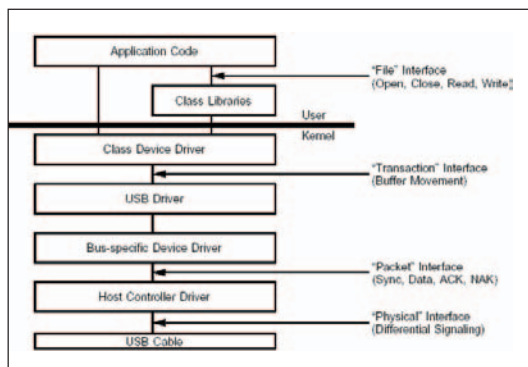 Application Code
"File" Interface
(Open, Close, Read, Write)
Class Libraries
User
Kernel
Class Device Driver
"Transaction" Interface
(Buffer Movement)
USB Driver
Bus-specific Device Driver
"Packet" Interface
(Sync, Data, ACK, NAK)
Host Controller Driver
"Physical" Interface
(Differential Signaling)
USB Cable